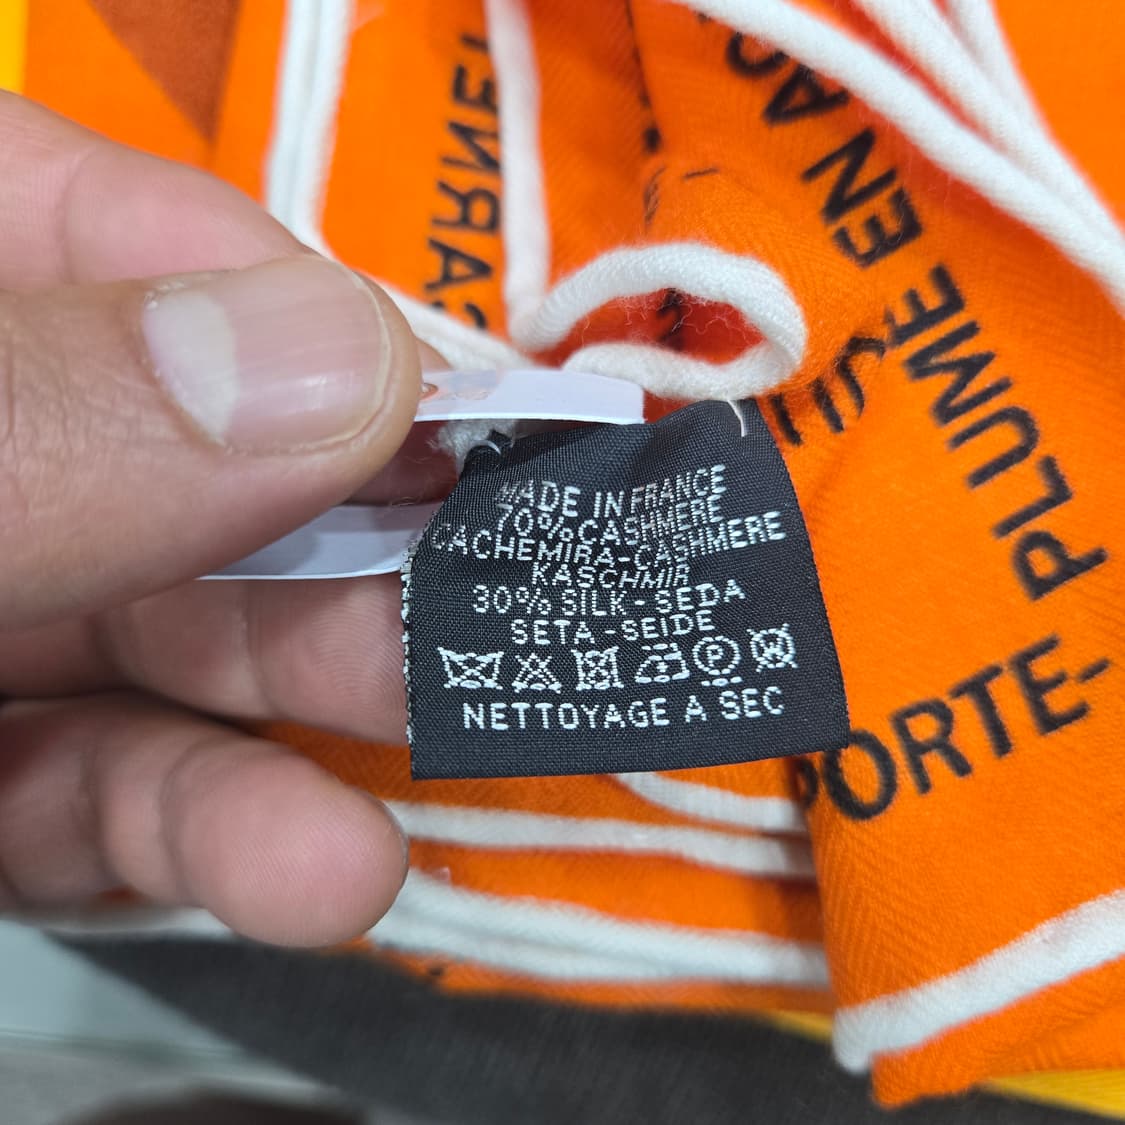 MADE IN FRANCE
70% CASHMERE
CACHEMIRA-CASHMERE
KASCHMIR
30% SILK - SEDA
SETA - SEIDE
P
W
NETTOYAGE A SEC
PORTE-PLUME EN